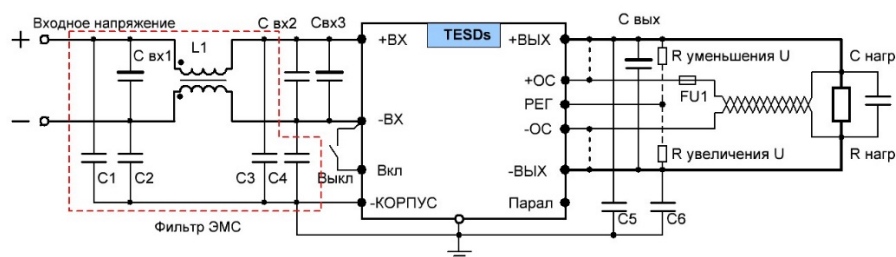 Входное напряжение
+
−
С вх1
L1
С вх2
Свх3
С1
С2
С3
С4
Фильтр ЭМС
Выкл
TESDs
+ВХ
-ВХ
Вкл
-КОРПУС
+ВЫХ
+ОС
РЕГ
-ОС
-ВЫХ
Парал
С вых
R уменьшения U
FU1
R увеличения U
С5
С6
С нагр
R нагр